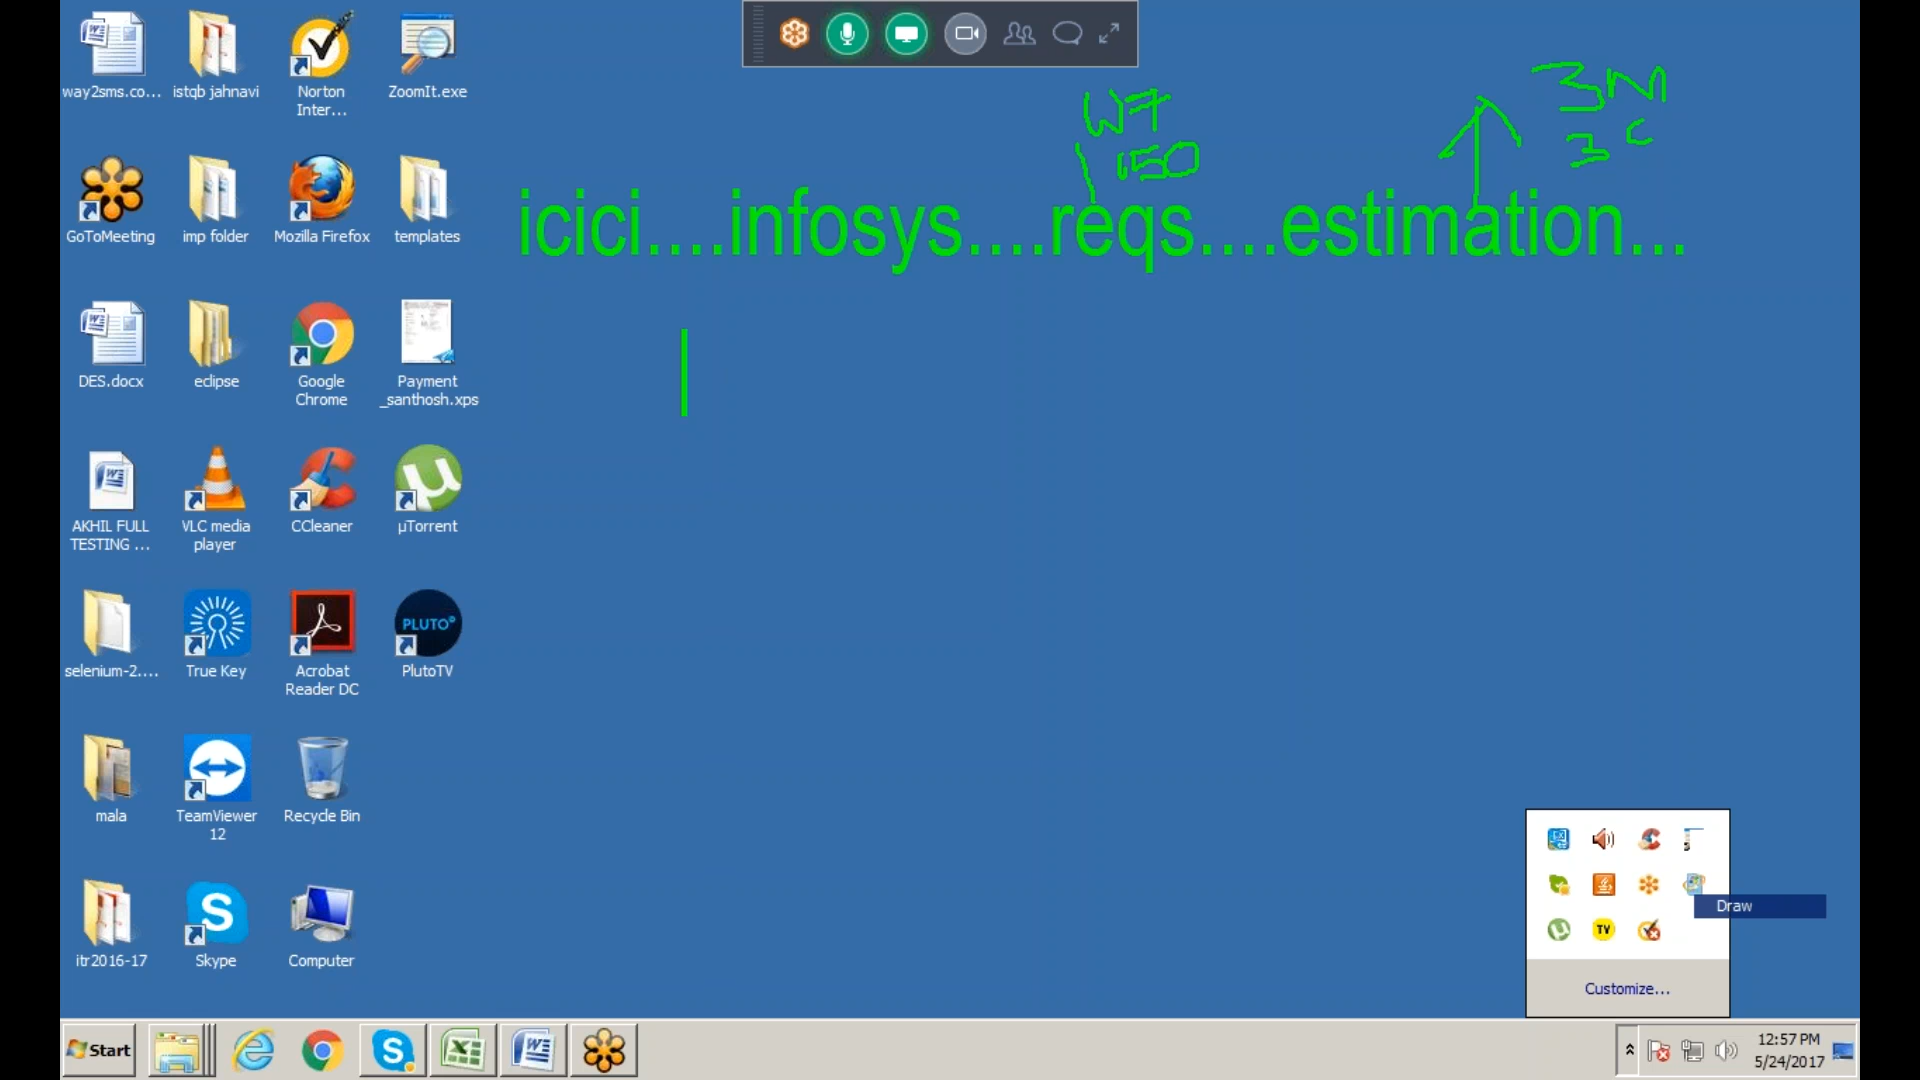 way2sms.co...
istqb jahnavi
Norton
Inter...
ZoomIt.exe
W7
150
3M
3 C
GoToMeeting
imp folder
Mozilla Firefox
templates
icici....infosys....reqs....estimation...
DES.docx
eclipse
Google
Chrome
Payment
_santhosh.xps
AKHIL FULL
TESTING ...
VLC media
player
CCleaner
µTorrent
selenium-2....
True Key
Acrobat
Reader DC
PLUTO
PlutoTV
mala
TeamViewer
12
Recycle Bin
itr2016-17
Skype
Computer
TV
Draw
Customize...
Start
12:57 PM
5/24/2017